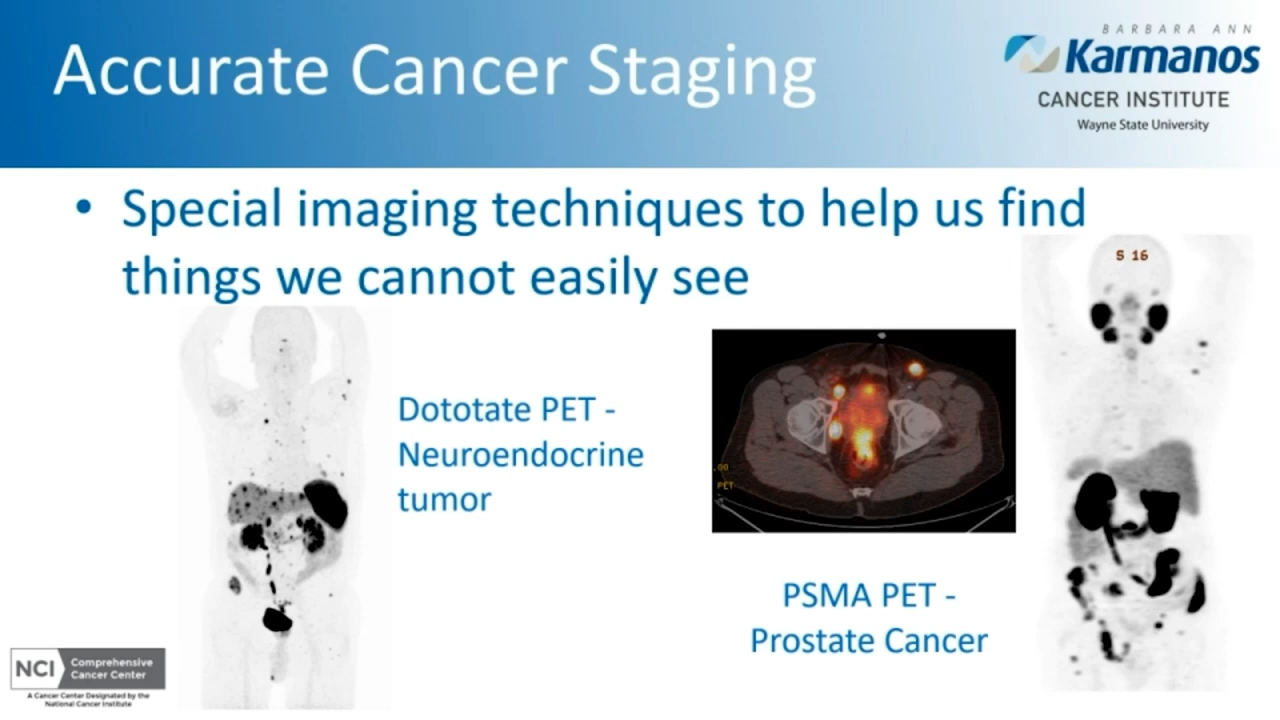 Accurate Cancer Staging
BARBARA ANN
Karmanos
CANCER INSTITUTE
Wayne State University
• Special imaging techniques to help us find
things we cannot easily see
S 16
Dototate PET -
Neuroendocrine
tumor
.00
PET
PSMA PET -
Prostate Cancer
NCI
Comprehensive
Cancer Center
A Cancer Center Designated by the
National Cancer Institute